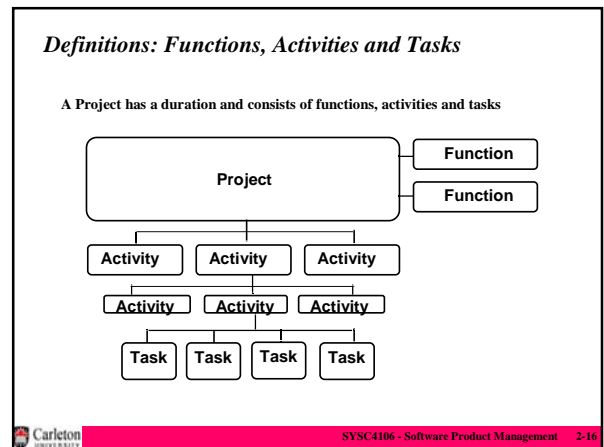 Definitions: Functions, Activities and Tasks
A Project has a duration and consists of functions, activities and tasks
Project
Function
Function
Activity
Activity
Activity
Activity
Activity
Activity
Task
Task
Task
Task
Carleton
UNIVERSITY
SYSC4106 - Software Product Management 2-16